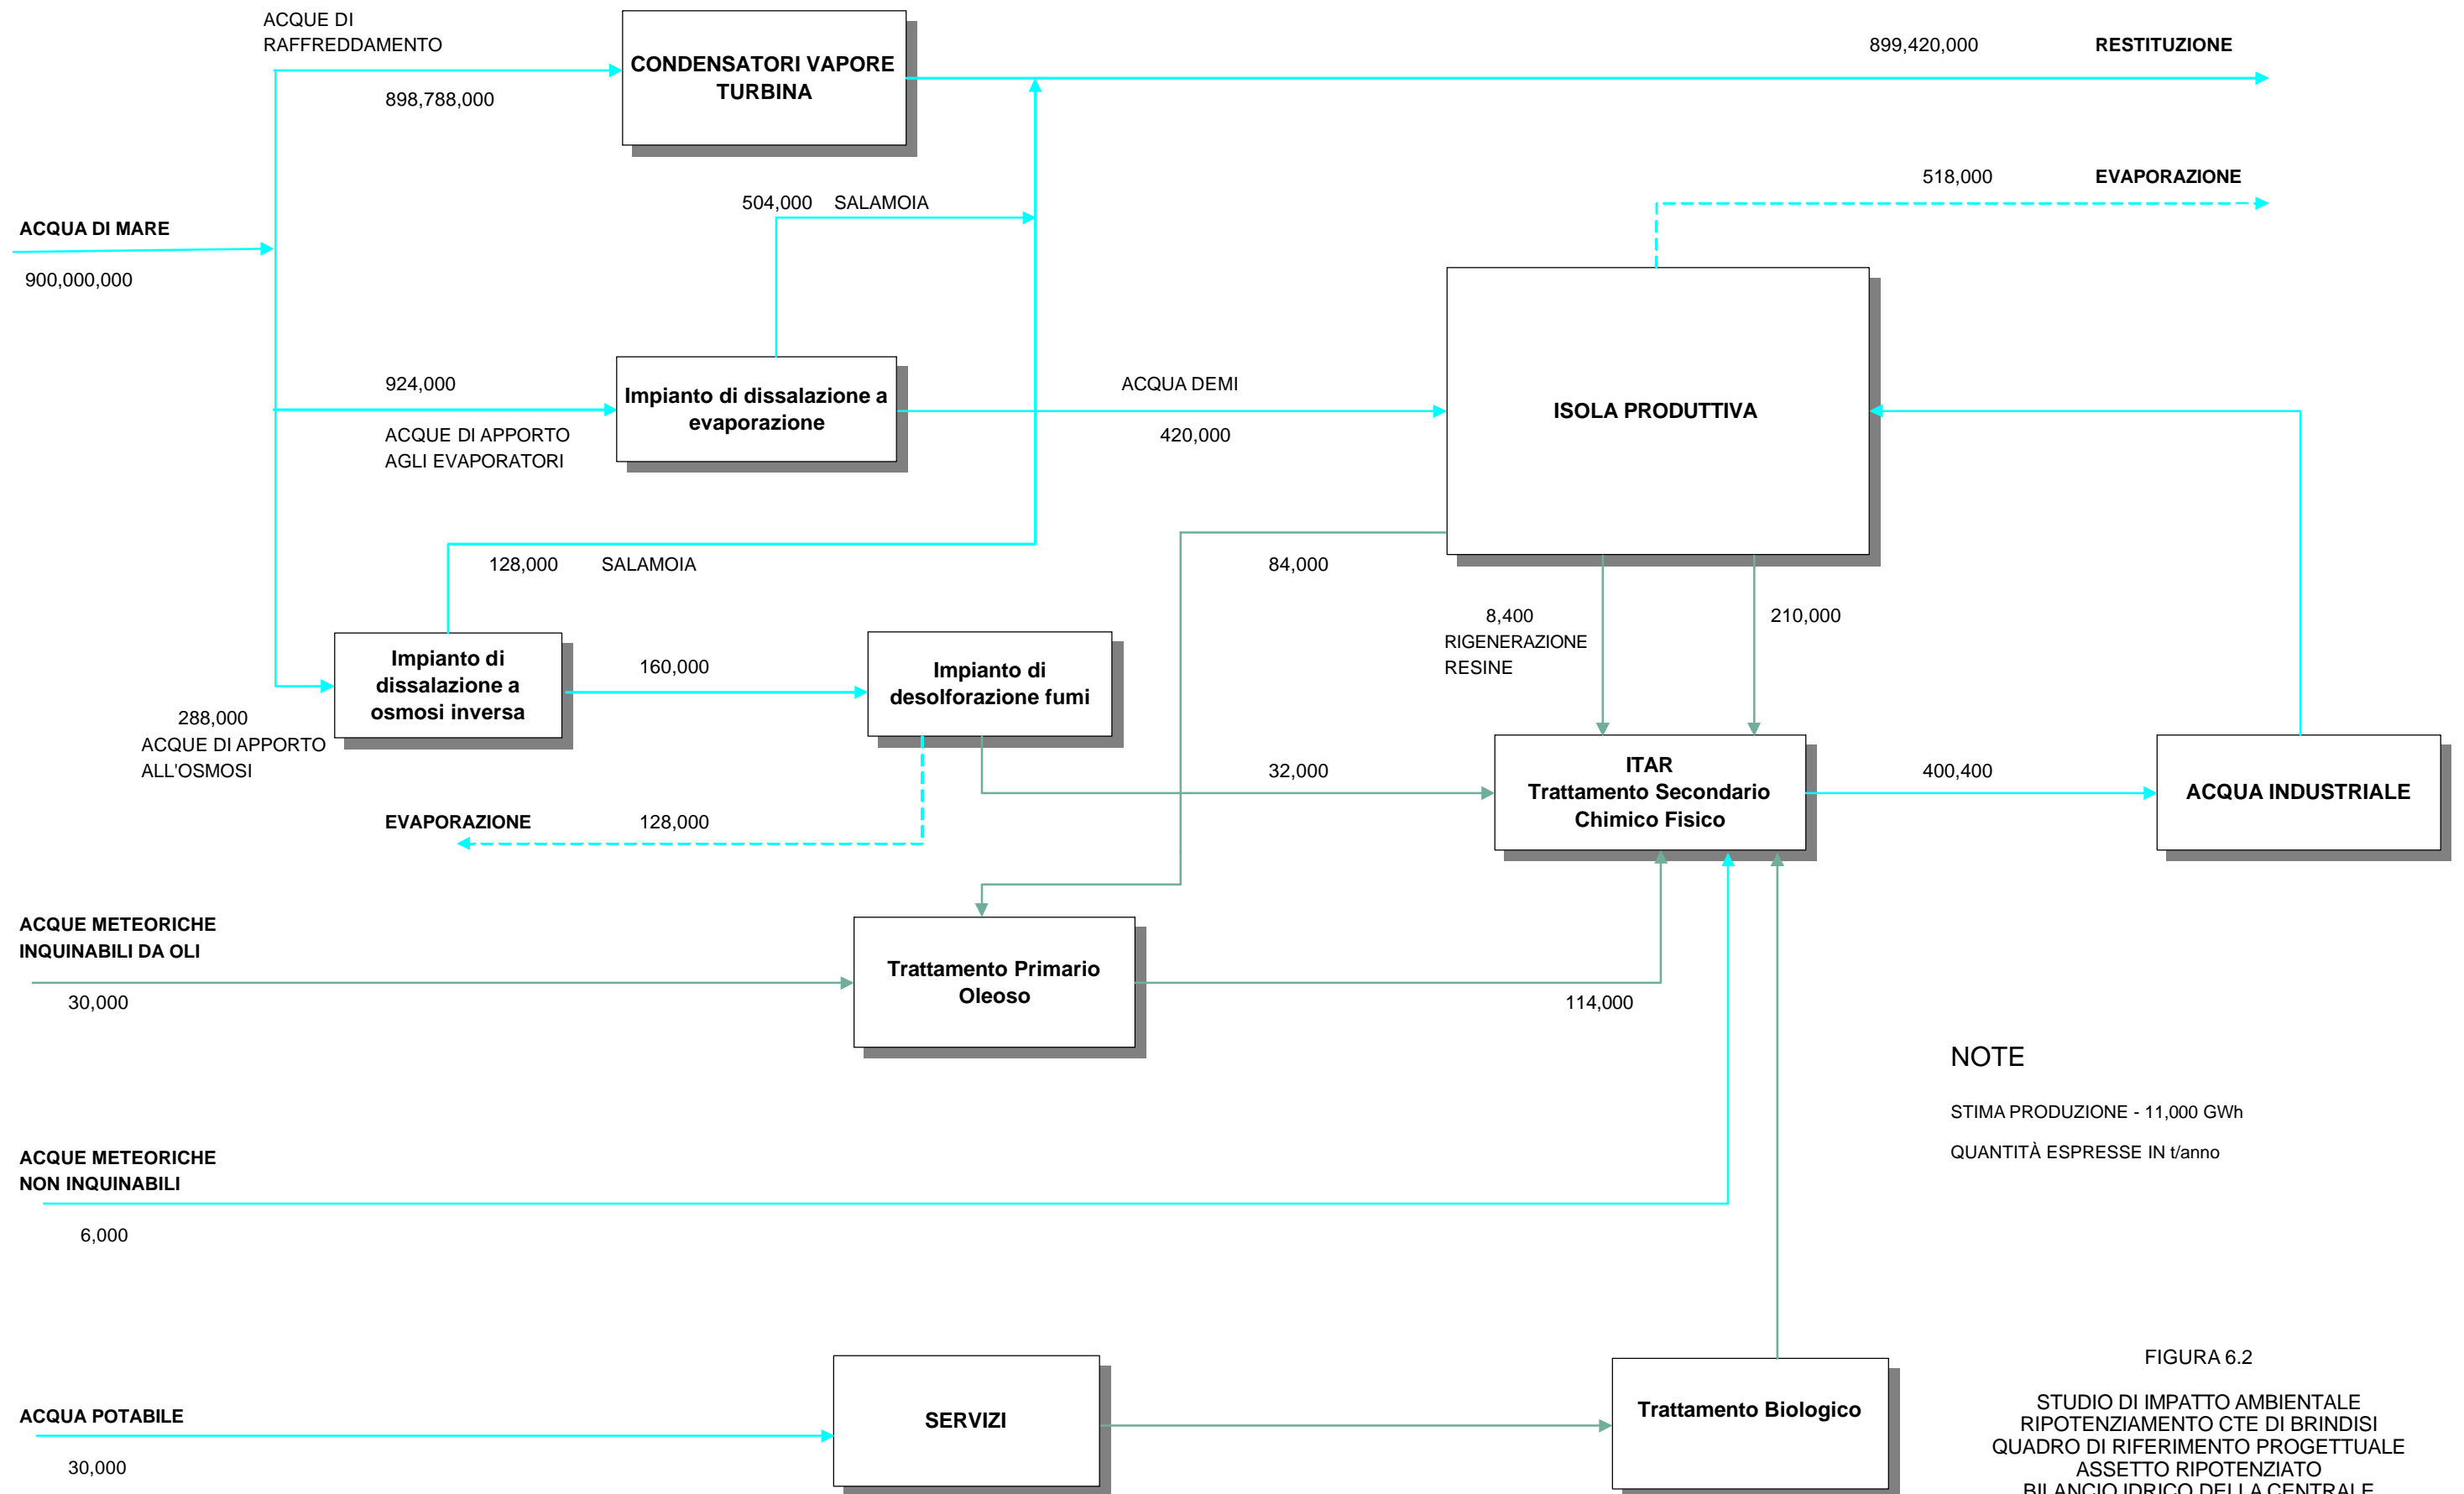 ACQUE DI
RAFFREDDAMENTO
898,788,000
CONDENSATORI VAPORE
TURBINA
899,420,000
RESTITUZIONE
518,000
EVAPORAZIONE
504,000
SALAMOIA
ACQUA DI MARE
900,000,000
924,000
ACQUE DI APPORTO
AGLI EVAPORATORI
Impianto di dissalazione a
evaporazione
ACQUA DEMI
420,000
ISOLA PRODUTTIVA
128,000
SALAMOIA
84,000
8,400
RIGENERAZIONE
RESINE
210,000
288,000
ACQUE DI APPORTO
ALL'OSMOSI
Impianto di
dissalazione a
osmosi inversa
160,000
Impianto di
desolforazione fumi
32,000
ITAR
Trattamento Secondario
Chimico Fisico
400,400
ACQUA INDUSTRIALE
EVAPORAZIONE
128,000
ACQUE METEORICHE
INQUINABILI DA OLI
30,000
Trattamento Primario
Oleoso
114,000
NOTE
STIMA PRODUZIONE - 11,000 GWh
QUANTITÀ ESPRESSE IN t/anno
ACQUE METEORICHE
NON INQUINABILI
6,000
ACQUA POTABILE
30,000
SERVIZI
Trattamento Biologico
FIGURA 6.2
STUDIO DI IMPATTO AMBIENTALE
RIPOTENZIAMENTO CTE DI BRINDISI
QUADRO DI RIFERIMENTO PROGETTUALE
ASSETTO RIPOTENZIATO
BILANCIO IDRICO DELLA CENTRALE